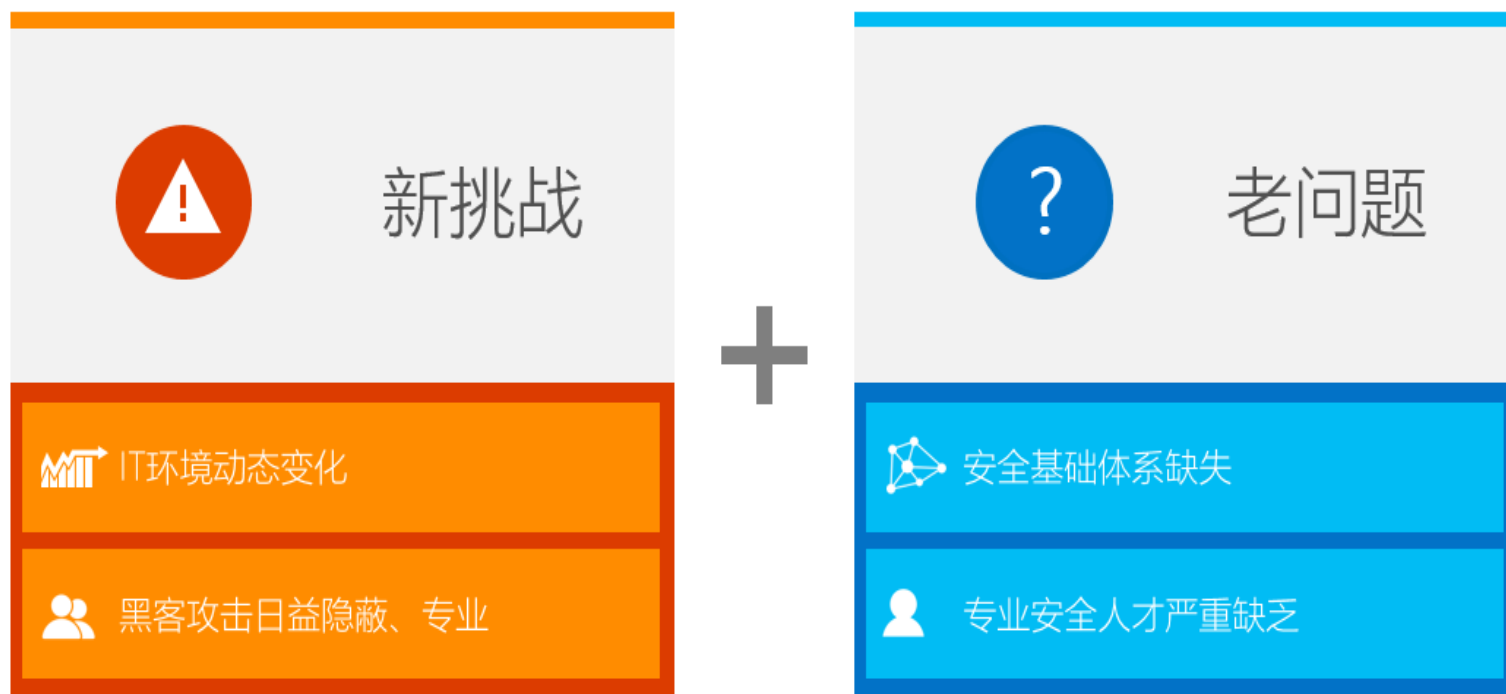 新挑战
IT环境动态变化
黑客攻击日益隐蔽、专业
+
老问题
安全基础体系缺失
专业安全人才严重缺乏